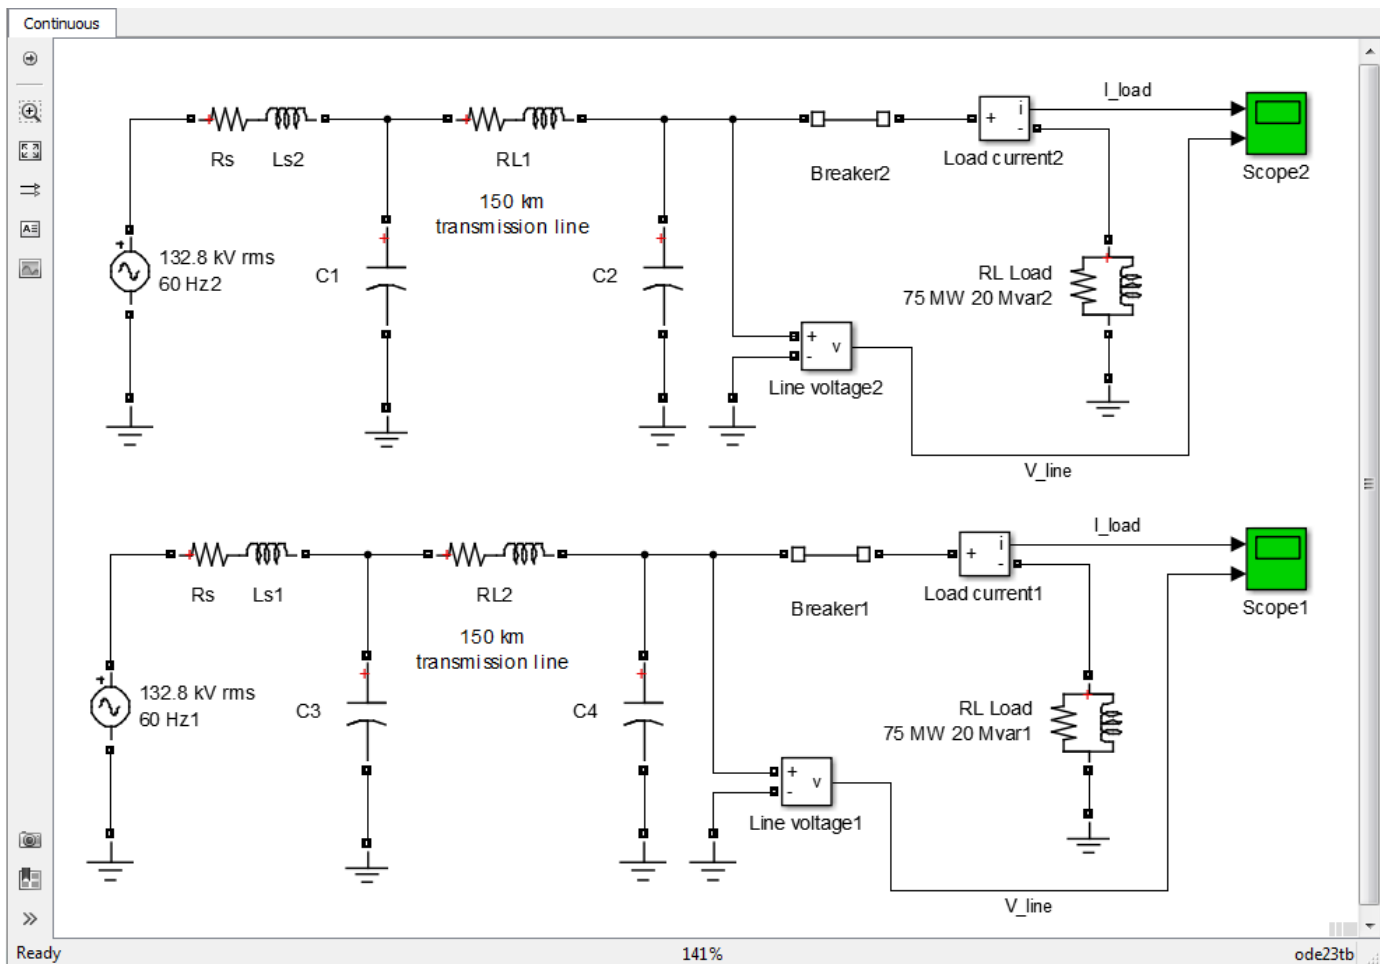 Continuous
I_load
Rs
Ls2
RL1
150 km
transmission line
Breaker2
+
i
-
Load current2
Scope2
+
132.8 kV rms
60 Hz2
C1
C2
RL Load
75 MW 20 Mvar2
+
-
v
Line voltage2
V_line
I_load
Rs
Ls1
RL2
150 km
transmission line
Breaker1
+
i
-
Load current1
Scope1
+
132.8 kV rms
60 Hz1
C3
C4
RL Load
75 MW 20 Mvar1
+
-
v
Line voltage1
V_line
Ready
141%
ode23tb